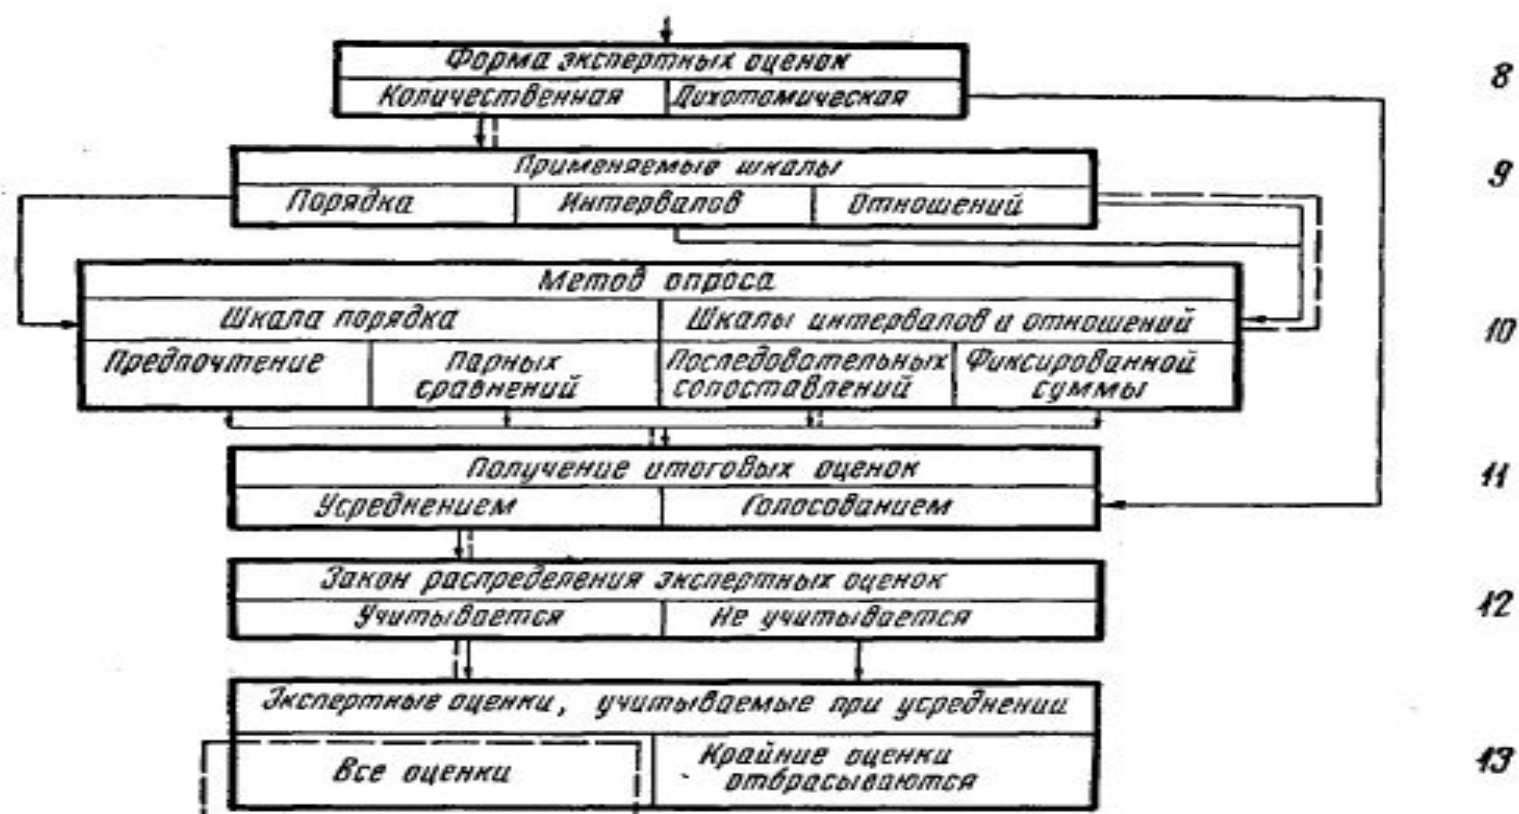 Форма экспертных оценок
Количественная Дихотомическая
8
Применяемые шкалы
Порядка Интервалов Отношений
9
Метод опроса
Шкала порядка Шкалы интервалов и отношений
Предпочтение Парных сравнений Последовательных сопоставлений Фиксированной суммы
10
Получение итоговых оценок
Усреднением Голосованием
11
Закон распределения экспертных оценок
Учитывается Не учитывается
12
Экспертные оценки, учитываемые при усреднении
Все оценки Крайние оценки отбрасываются
13